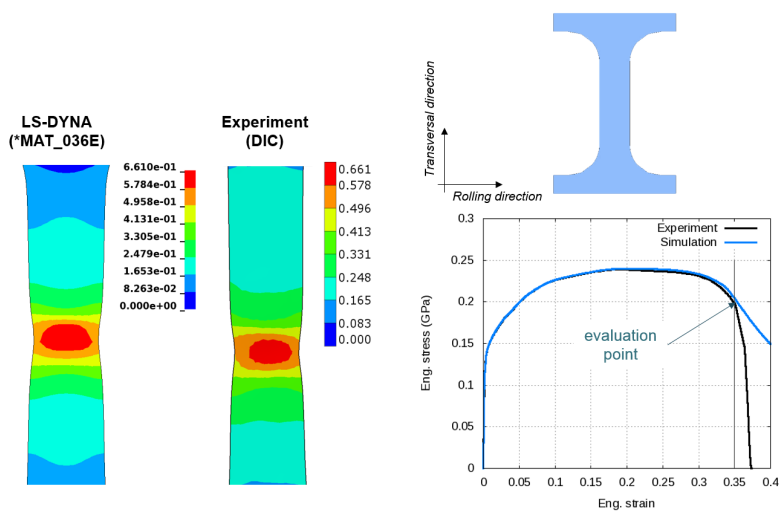 LS-DYNA
(*MAT_036E)
6.610e-01
5.784e-01
4.958e-01
4.131e-01
3.305e-01
2.479e-01
1.653e-01
8.263e-02
0.000e+00
Experiment
(DIC)
0.661
0.578
0.496
0.413
0.331
0.248
0.165
0.083
0.000
Transversal direction
Rolling direction
0.3
0.25
0.2
0.15
0.1
0.05
0
Eng. stress (GPa)
Experiment
Simulation
evaluation
point
0 0.05 0.1 0.15 0.2 0.25 0.3 0.35 0.4
Eng. strain